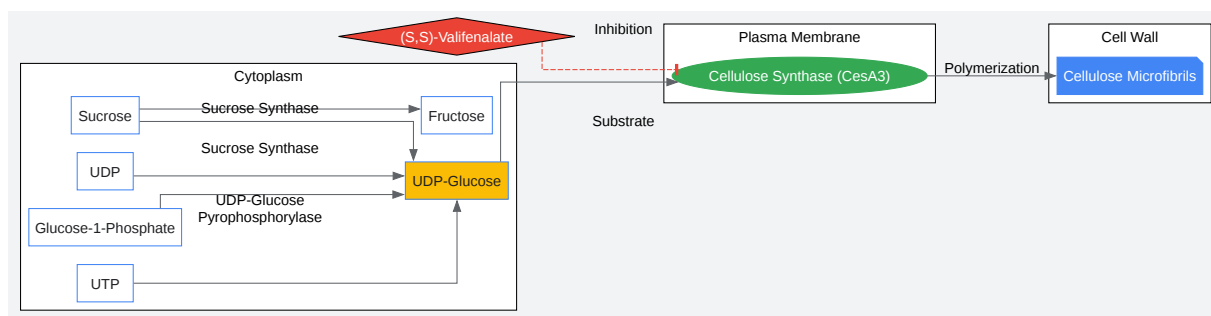 (S,S)-Valifenalate
Inhibition
Plasma Membrane
Cell Wall
Cytoplasm
Cellulose Synthase (CesA3)
Polymerization
Cellulose Microfibrils
Sucrose
Sucrose Synthase
Fructose
Substrate
Sucrose Synthase
UDP
UDP-Glucose
UDP-Glucose
Pyrophosphorylase
Glucose-1-Phosphate
UTP